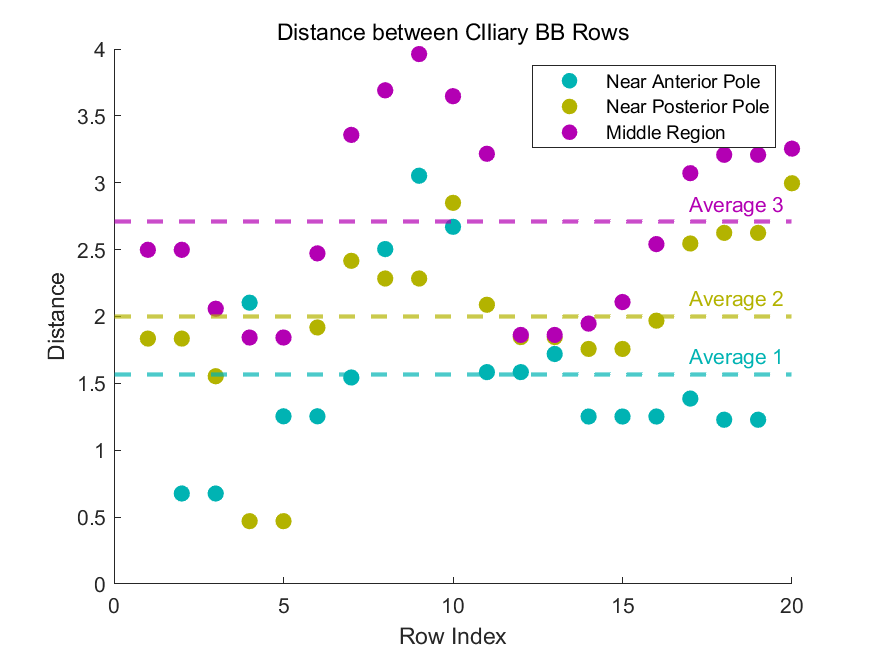 Distance between CIliary BB Rows
4
3.5
3
2.5
2
1.5
1
0.5
0
Distance
Near Anterior Pole
Near Posterior Pole
Middle Region
Average 3
Average 2
Average 1
0 5 10 15 20
Row Index